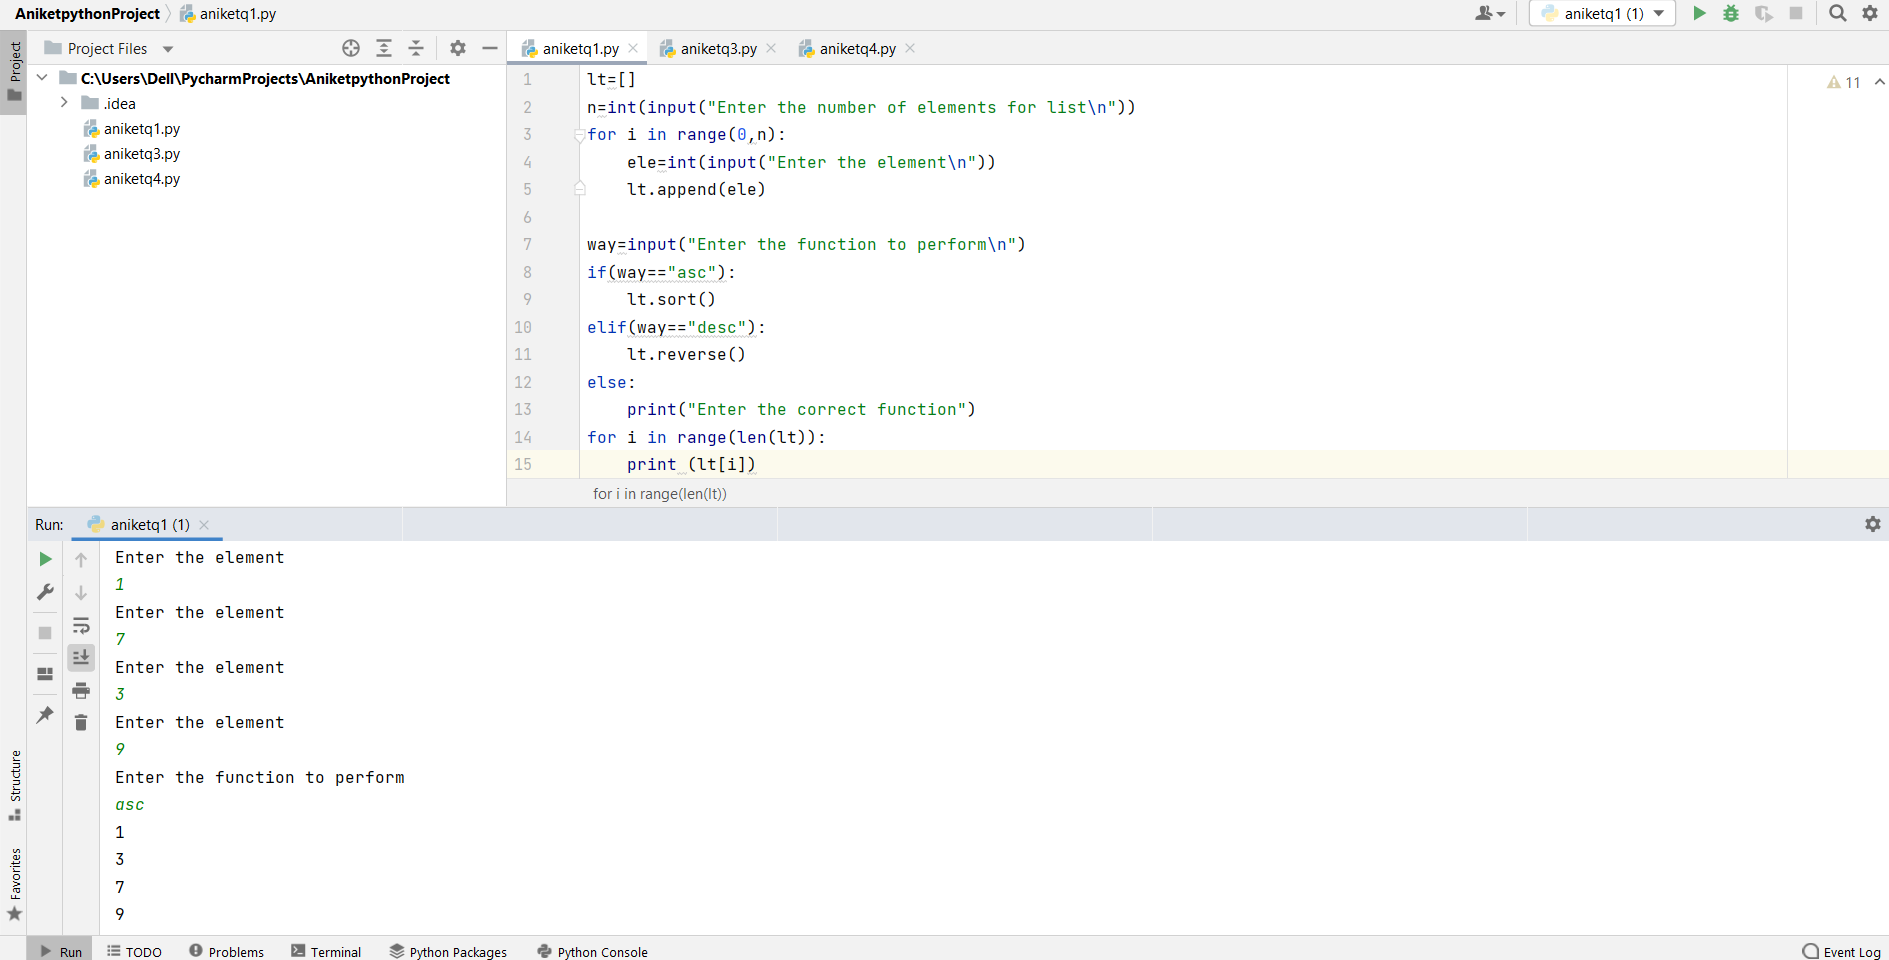 AniketpythonProject aniketq1.py aniketq1 (1)
Project Project Files aniketq1.py aniketq3.py aniketq4.py
C:\Users\Dell\PycharmProjects\AniketpythonProject
.idea
aniketq1.py
aniketq3.py
aniketq4.py
11
1 lt=[]
2 n=int(input("Enter the number of elements for list\n"))
3 for i in range(0,n):
4     ele=int(input("Enter the element\n"))
5     lt.append(ele)
6
7 way=input("Enter the function to perform\n")
8 if(way=="asc"):
9     lt.sort()
10 elif(way=="desc"):
11     lt.reverse()
12 else:
13     print("Enter the correct function")
14 for i in range(len(lt)):
15     print (lt[i])
for i in range(len(lt))
Run: aniketq1 (1)
Enter the element
1
Enter the element
7
Enter the element
3
Enter the element
9
Enter the function to perform
asc
1
3
7
9
Structure
Favorites
Run TODO Problems Terminal Python Packages Python Console Event Log